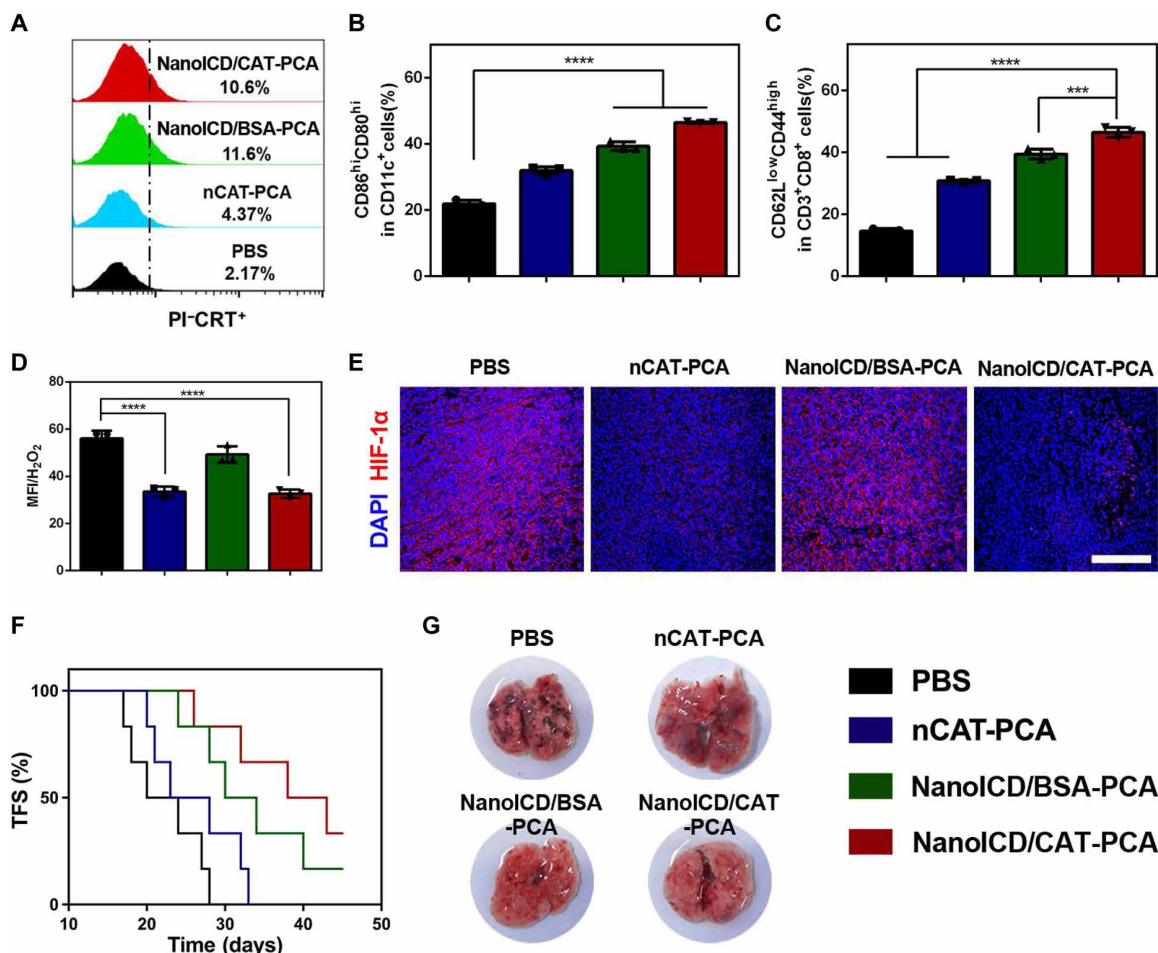 A
NanoICD/CAT-PCA
10.6%
NanoICD/BSA-PCA
11.6%
nCAT-PCA
4.37%
PBS
2.17%
PI⁻CRT⁺
B
CD86ʰⁱCD80ʰⁱ
in CD11c⁺cells(%)
60
40
20
0
****
C
CD62LˡᵒʷCD44ʰⁱᵍʰ
in CD3⁺CD8⁺ cells(%)
60
40
20
0
****
***
D
MFI/H₂O₂
80
60
40
20
0
****
****
E
PBS
nCAT-PCA
NanoICD/BSA-PCA
NanoICD/CAT-PCA
DAPI HIF-1α
F
TFS (%)
100
50
0
10
20
30
40
50
Time (days)
G
PBS
nCAT-PCA
NanoICD/BSA
-PCA
NanoICD/CAT
-PCA
PBS
nCAT-PCA
NanoICD/BSA-PCA
NanoICD/CAT-PCA